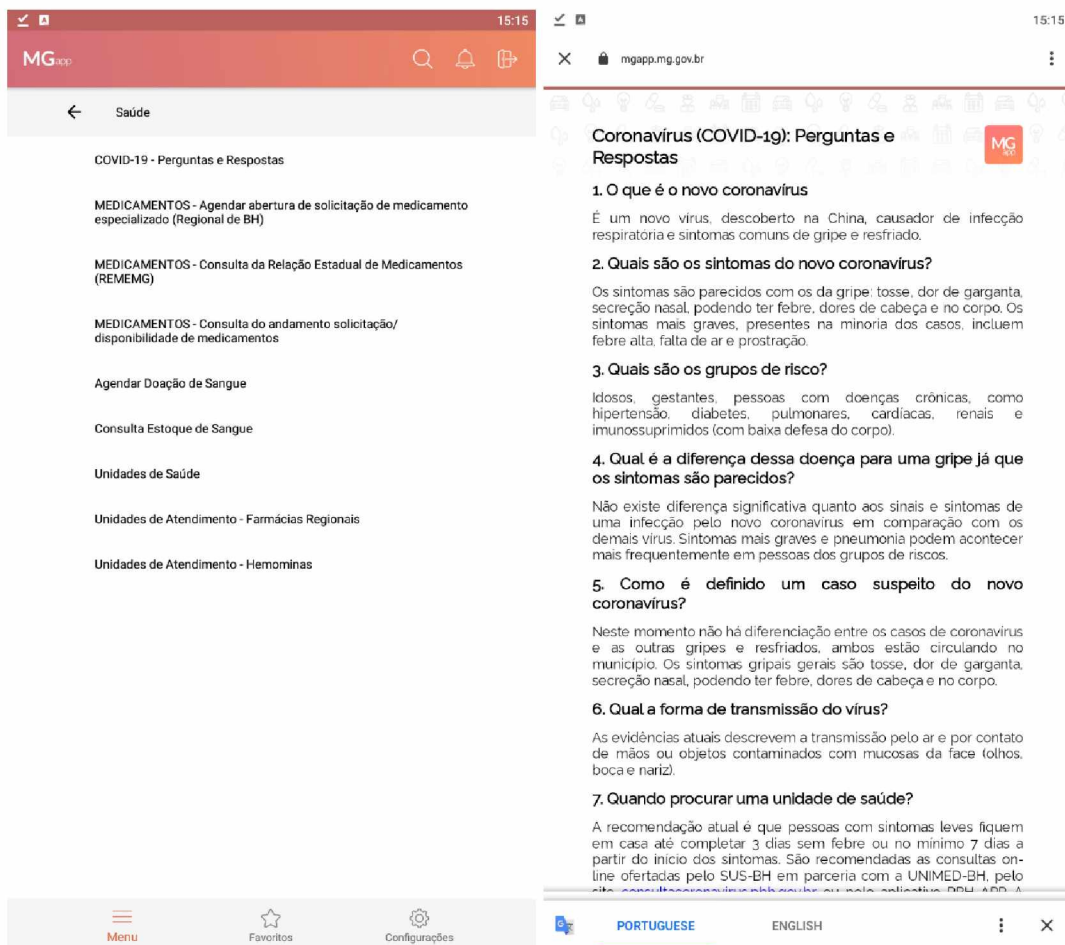 15:15
MGapp
Saúde
COVID-19 - Perguntas e Respostas
MEDICAMENTOS - Agendar abertura de solicitação de medicamento
especializado (Regional de BH)
MEDICAMENTOS - Consulta da Relação Estadual de Medicamentos
(REMEMG)
MEDICAMENTOS - Consulta do andamento solicitação/
disponibilidade de medicamentos
Agendar Doação de Sangue
Consulta Estoque de Sangue
Unidades de Saúde
Unidades de Atendimento - Farmácias Regionais
Unidades de Atendimento - Hemominas
Menu
Favoritos
Configurações
15:15
mgapp.mg.gov.br
Coronavírus (COVID-19): Perguntas e
Respostas
MG
app
1. O que é o novo coronavírus
É um novo vírus, descoberto na China, causador de infecção
respiratória e sintomas comuns de gripe e resfriado.
2. Quais são os sintomas do novo coronavírus?
Os sintomas são parecidos com os da gripe: tosse, dor de garganta,
secreção nasal, podendo ter febre, dores de cabeça e no corpo. Os
sintomas mais graves, presentes na minoria dos casos, incluem
febre alta, falta de ar e prostração.
3. Quais são os grupos de risco?
Idosos, gestantes, pessoas com doenças crônicas, como
hipertensão, diabetes, pulmonares, cardíacas, renais e
imunossuprimidos (com baixa defesa do corpo).
4. Qual é a diferença dessa doença para uma gripe já que
os sintomas são parecidos?
Não existe diferença significativa quanto aos sinais e sintomas de
uma infecção pelo novo coronavírus em comparação com os
demais vírus. Sintomas mais graves e pneumonia podem acontecer
mais frequentemente em pessoas dos grupos de riscos.
5. Como é definido um caso suspeito do novo
coronavírus?
Neste momento não há diferenciação entre os casos de coronavírus
e as outras gripes e resfriados, ambos estão circulando no
município. Os sintomas gripais gerais são tosse, dor de garganta,
secreção nasal, podendo ter febre, dores de cabeça e no corpo.
6. Qual a forma de transmissão do vírus?
As evidências atuais descrevem a transmissão pelo ar e por contato
de mãos ou objetos contaminados com mucosas da face (olhos,
boca e nariz).
7. Quando procurar uma unidade de saúde?
A recomendação atual é que pessoas com sintomas leves fiquem
em casa até completar 3 dias sem febre ou no mínimo 7 dias a
partir do início dos sintomas. São recomendadas as consultas on-
line ofertadas pelo SUS-BH em parceria com a UNIMED-BH, pelo
site consultacoronavirus.pbh.gov.br ou pelo aplicativo PBH APP. A
PORTUGUESE
ENGLISH